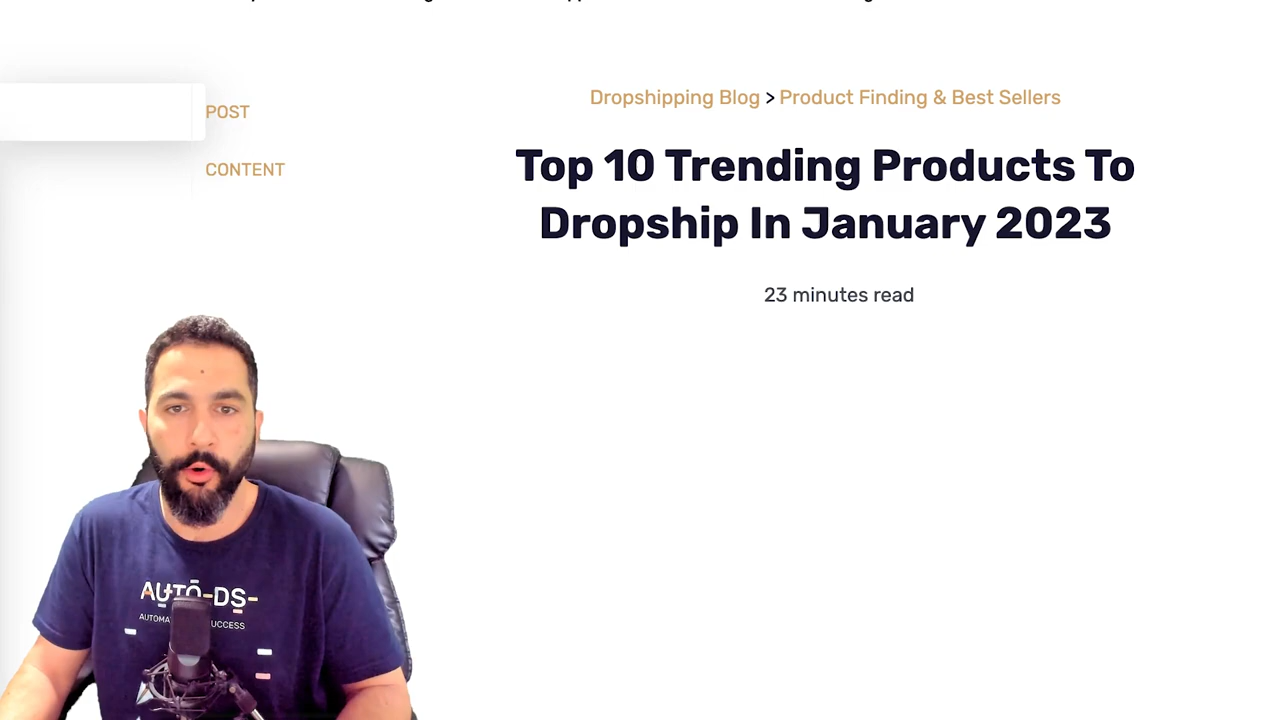 POST
CONTENT
Dropshipping Blog > Product Finding & Best Sellers
Top 10 Trending Products To
Dropship In January 2023
23 minutes read
AUTO-DS-